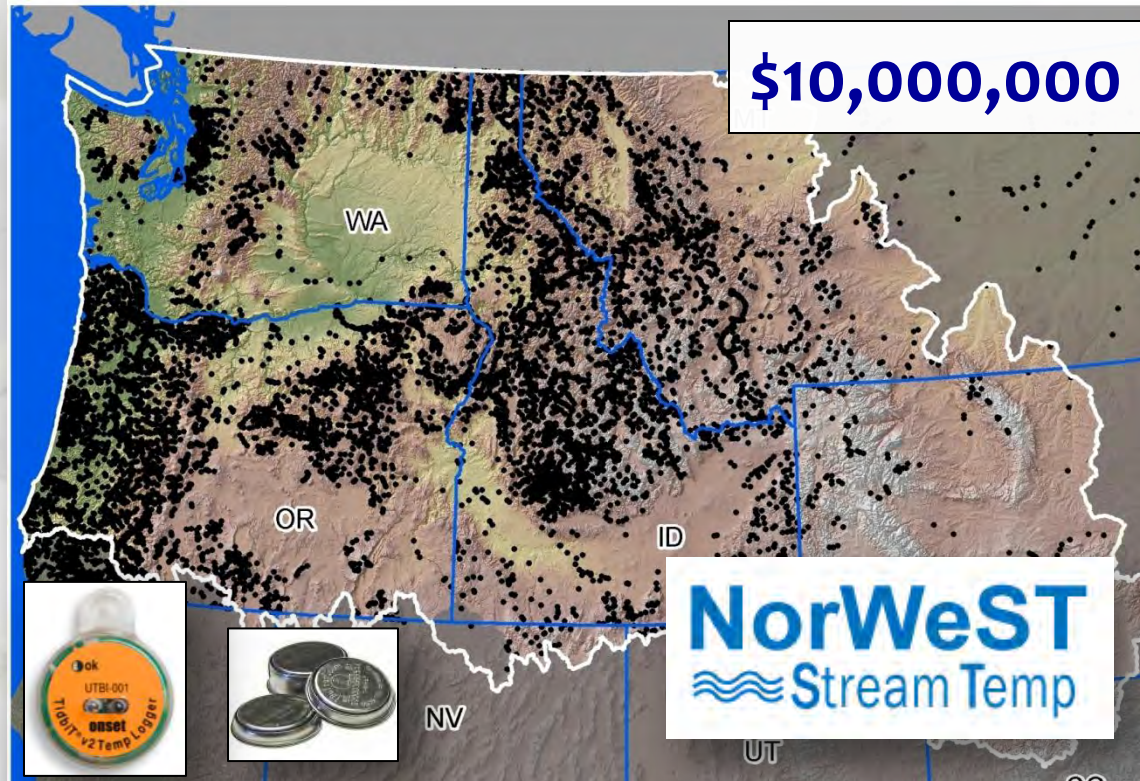 $10,000,000
MT
WA
OR
ID
ok
UTBI-001
onset
TidbiT® v2 Temp Logger
NV
NorWeST
Stream Temp
UT